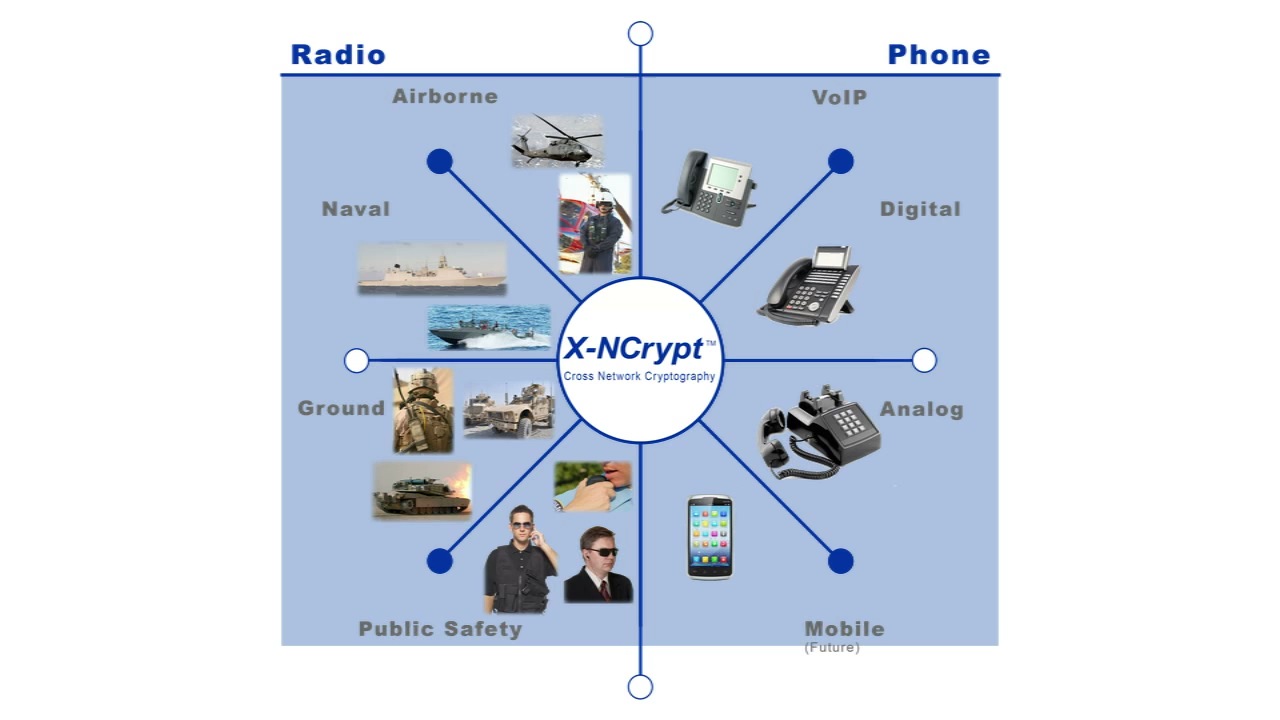 Radio
Phone
Airborne
VoIP
Naval
Digital
X-NCrypt™
Cross Network Cryptography
Ground
Analog
Public Safety
Mobile
(Future)